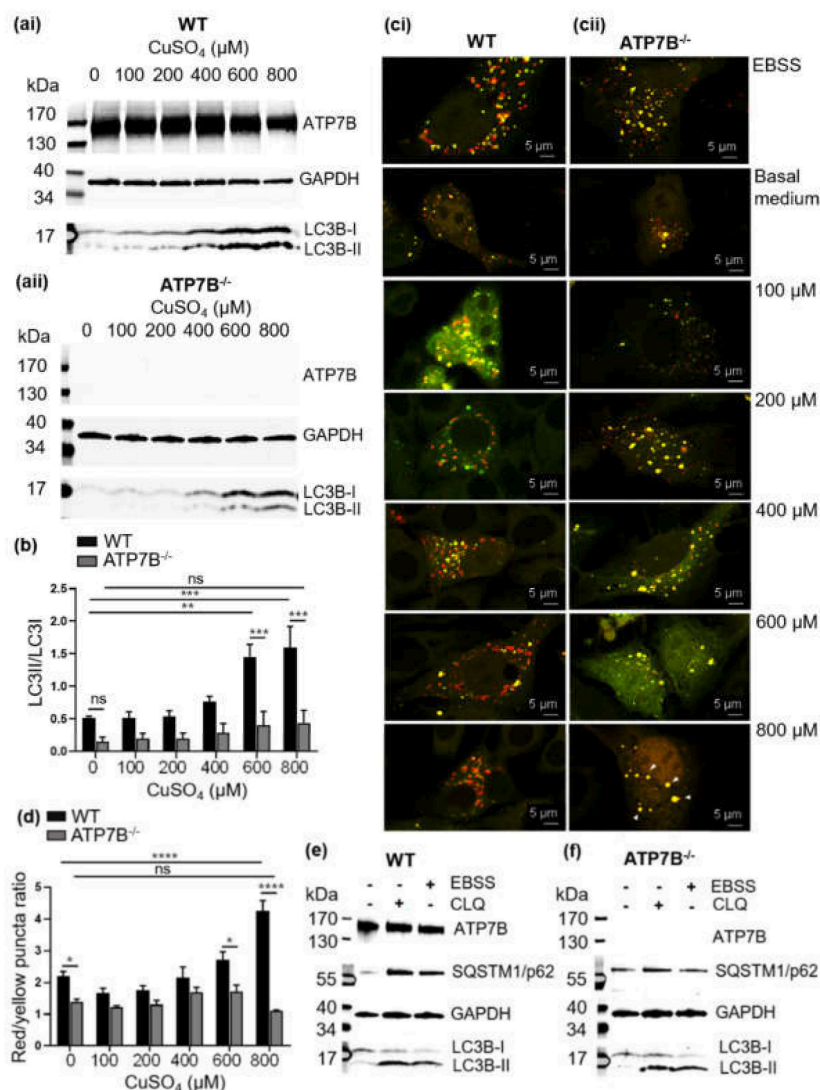 (ai)
WT
CuSO4 (µM)
0 100 200 400 600 800
kDa
170
130
ATP7B
40
34
GAPDH
17
LC3B-I
LC3B-II
(aii)
ATP7B-/-
CuSO4 (µM)
0 100 200 400 600 800
kDa
170
130
ATP7B
40
34
GAPDH
17
LC3B-I
LC3B-II
(b)
WT
ATP7B-/-
ns
***
**
*** ***
ns
LC3II/LC3I
2.5
2.0
1.5
1.0
0.5
0.0
0 100 200 400 600 800
CuSO4 (µM)
(ci)
WT
(cii)
ATP7B-/-
EBSS
5 µm 5 µm
Basal
medium
5 µm 5 µm
100 µM
5 µm 5 µm
200 µM
5 µm 5 µm
400 µM
5 µm 5 µm
600 µM
5 µm 5 µm
800 µM
5 µm 5 µm
(d)
WT
ATP7B-/-
****
ns
****
* *
Red/yellow puncta ratio
5
4
3
2
1
0
0 100 200 400 600 800
CuSO4 (µM)
(e)
WT
- - + EBSS
- + - CLQ
kDa
170
130
ATP7B
55
SQSTM1/p62
40
34
GAPDH
17
LC3B-I
LC3B-II
(f)
ATP7B-/-
- - + EBSS
- + - CLQ
kDa
170
130
ATP7B
55
SQSTM1/p62
40
34
GAPDH
17
LC3B-I
LC3B-II